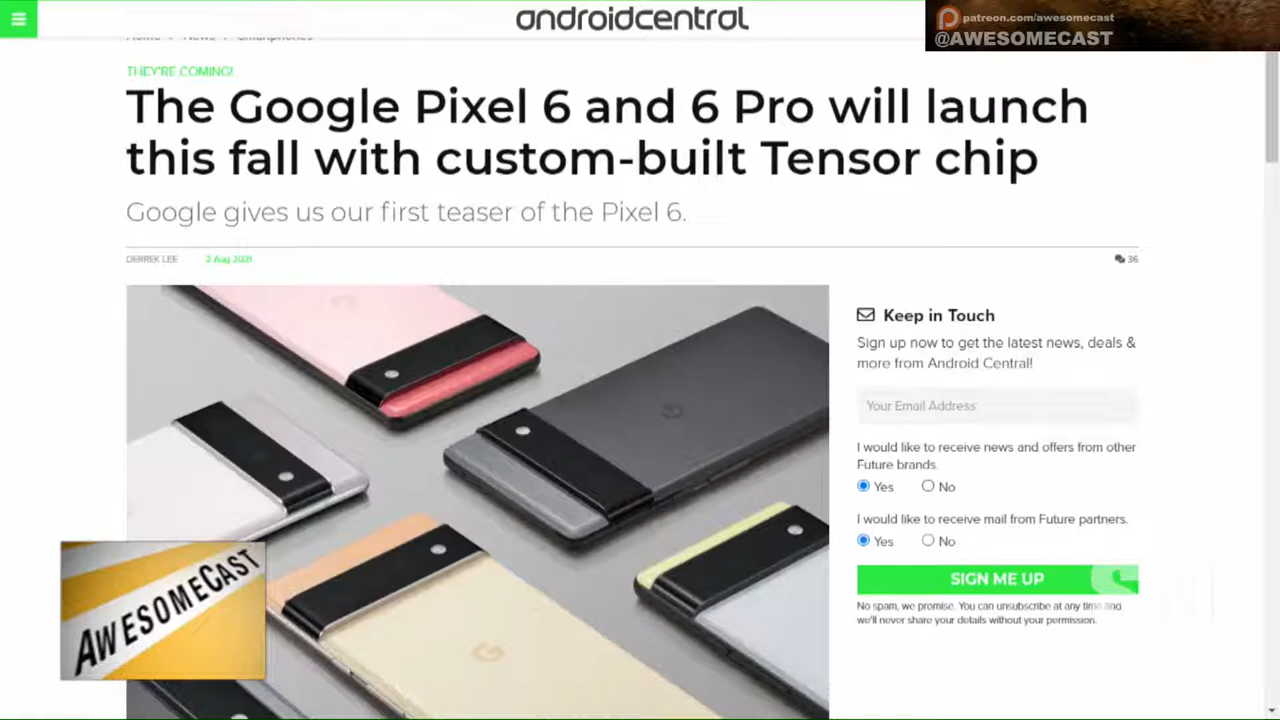 androidcentral
patreon.com/awesomecast
@AWESOMECAST
Home > News > Smartphones
THEY'RE COMING!
The Google Pixel 6 and 6 Pro will launch
this fall with custom-built Tensor chip
Google gives us our first teaser of the Pixel 6.
DERREK LEE 2 Aug 2021
36
Keep in Touch
Sign up now to get the latest news, deals &
more from Android Central!
Your Email Address
I would like to receive news and offers from other
Future brands.
Yes No
I would like to receive mail from Future partners.
Yes No
SIGN ME UP
No spam, we promise. You can unsubscribe at any time and
we'll never share your details without your permission.
AWESOMECAST